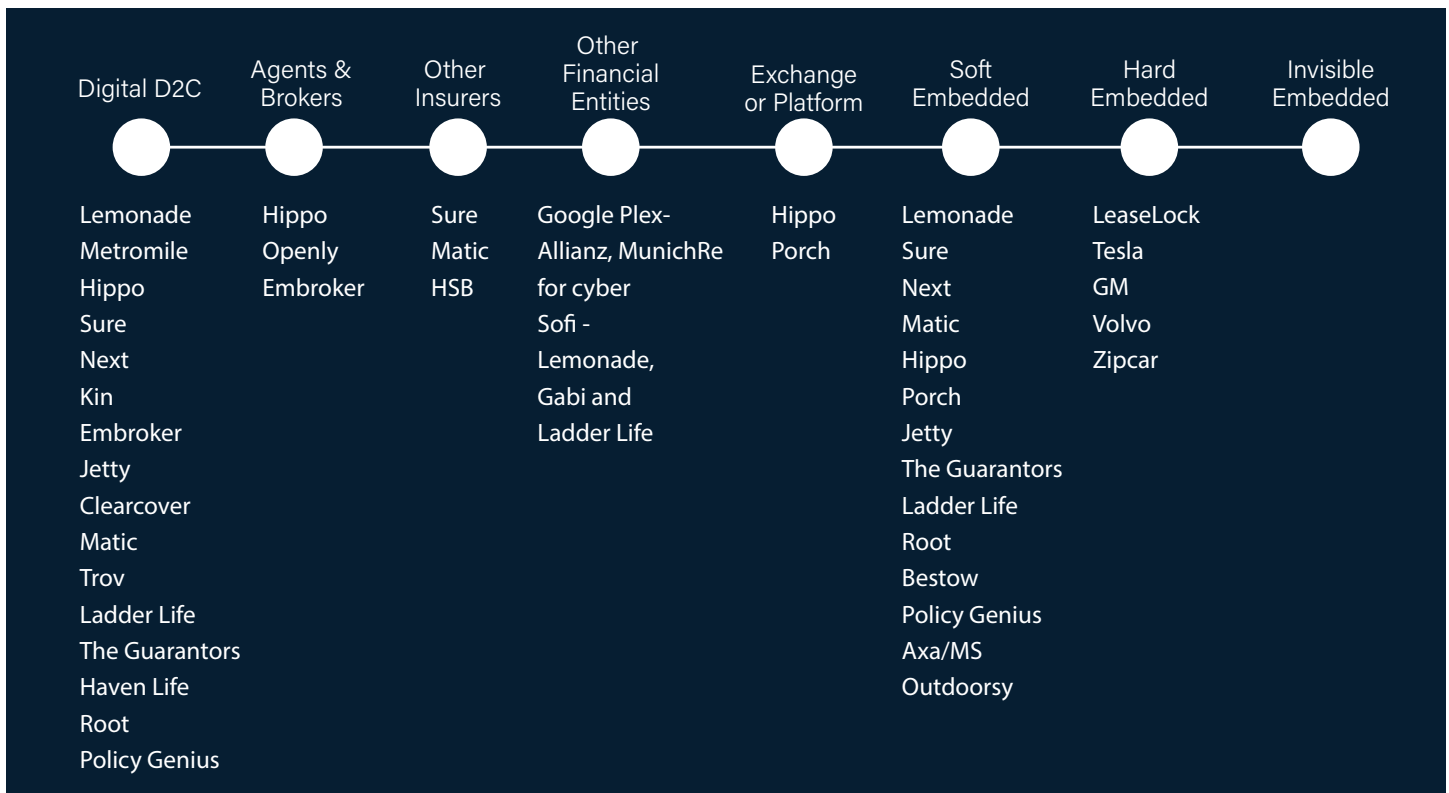 Digital D2C
Agents &
Brokers
Other
Insurers
Other
Financial
Entities
Exchange
or Platform
Soft
Embedded
Hard
Embedded
Invisible
Embedded
Lemonade
Metromile
Hippo
Sure
Next
Kin
Embroker
Jetty
Clearcover
Matic
Trov
Ladder Life
The Guarantors
Haven Life
Root
Policy Genius
Hippo
Openly
Embroker
Sure
Matic
HSB
Google Plex-
Allianz, MunichRe
for cyber
Sofi -
Lemonade,
Gabi and
Ladder Life
Hippo
Porch
Lemonade
Sure
Next
Matic
Hippo
Porch
Jetty
The Guarantors
Ladder Life
Root
Bestow
Policy Genius
Axa/MS
Outdoorsy
LeaseLock
Tesla
GM
Volvo
Zipcar